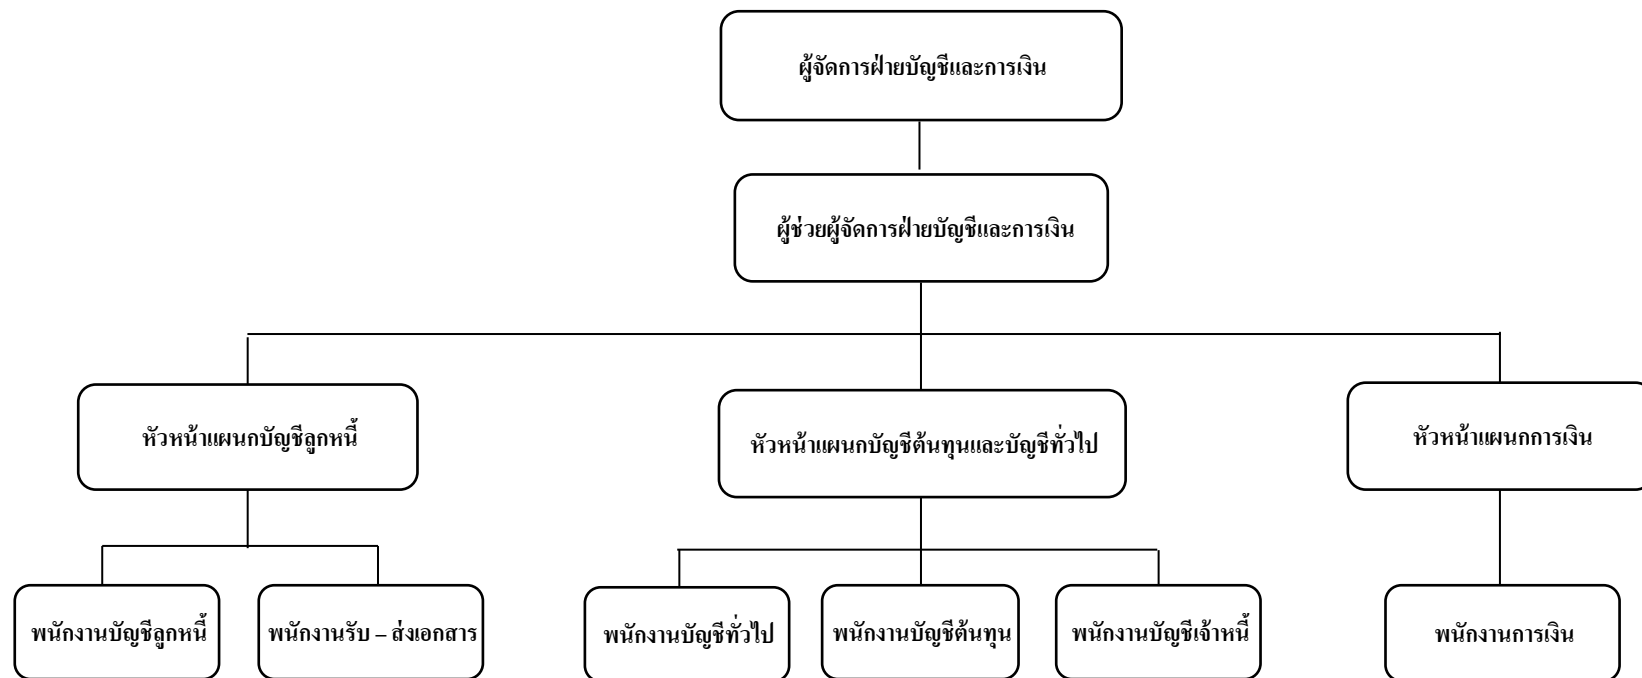 ผู้จัดการฝ่ายบัญชีและการเงิน
ผู้ช่วยผู้จัดการฝ่ายบัญชีและการเงิน
หัวหน้าแผนกบัญชีลูกหนี้
หัวหน้าแผนกบัญชีต้นทุนและบัญชีทั่วไป
หัวหน้าแผนกการเงิน
พนักงานบัญชีลูกหนี้
พนักงานรับ – ส่งเอกสาร
พนักงานบัญชีทั่วไป
พนักงานบัญชีต้นทุน
พนักงานบัญชีเจ้าหนี้
พนักงานการเงิน